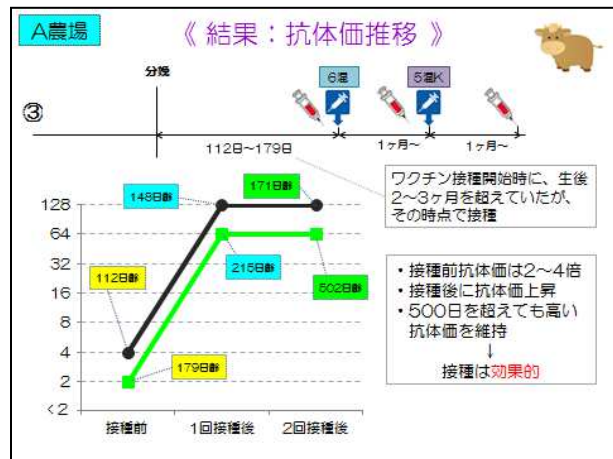 A農場
《 結果：抗体価推移 》
分娩
6混
5混K
③
112日～179日
1ヶ月～
1ヶ月～
ワクチン接種開始時に、生後
2～3ヶ月を超えていたが、
その時点で接種
128
64
32
16
8
4
2
<2
148日齢
171日齢
112日齢
215日齢
502日齢
179日齢
接種前
1回接種後
2回接種後
・接種前抗体価は2～4倍
・接種後に抗体価上昇
・500日を超えても高い
抗体価を維持
↓
接種は効果的